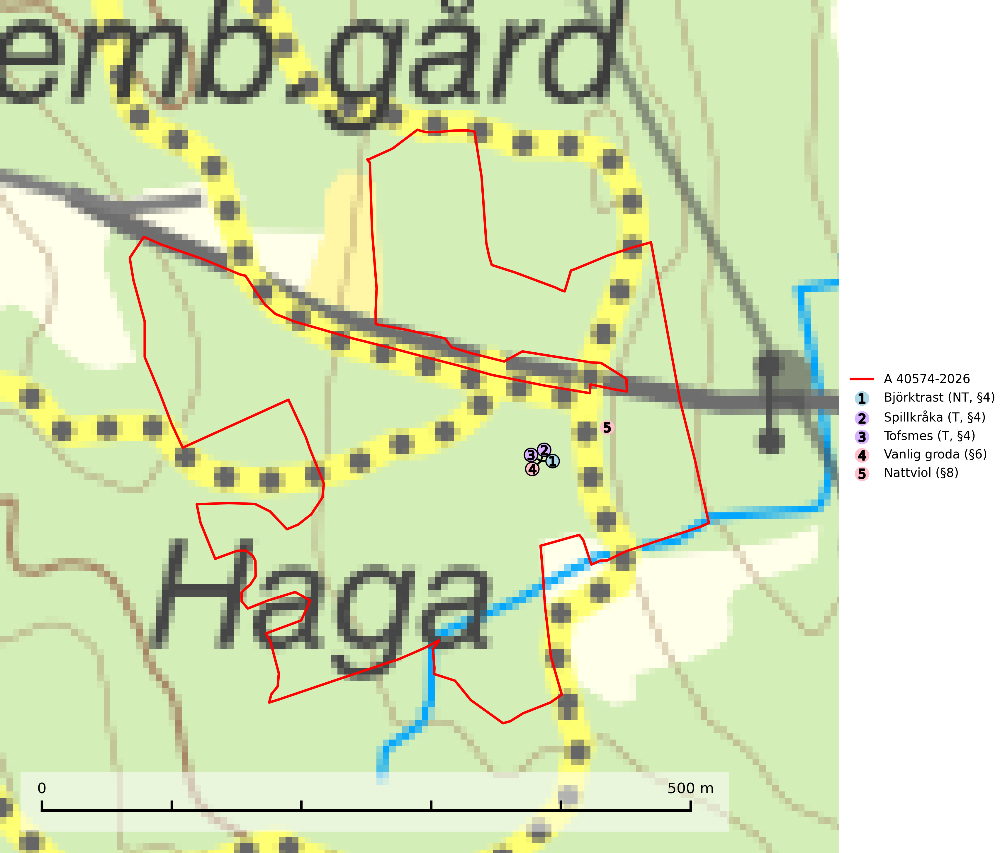 emb.gård
A 40574-2026
1 Björktrast (NT, §4)
2 Spillkråka (T, §4)
3 Tofsmes (T, §4)
4 Vanlig groda (§6)
5 Nattviol (§8)
5
3 2 1
4
Haga
0 500 m